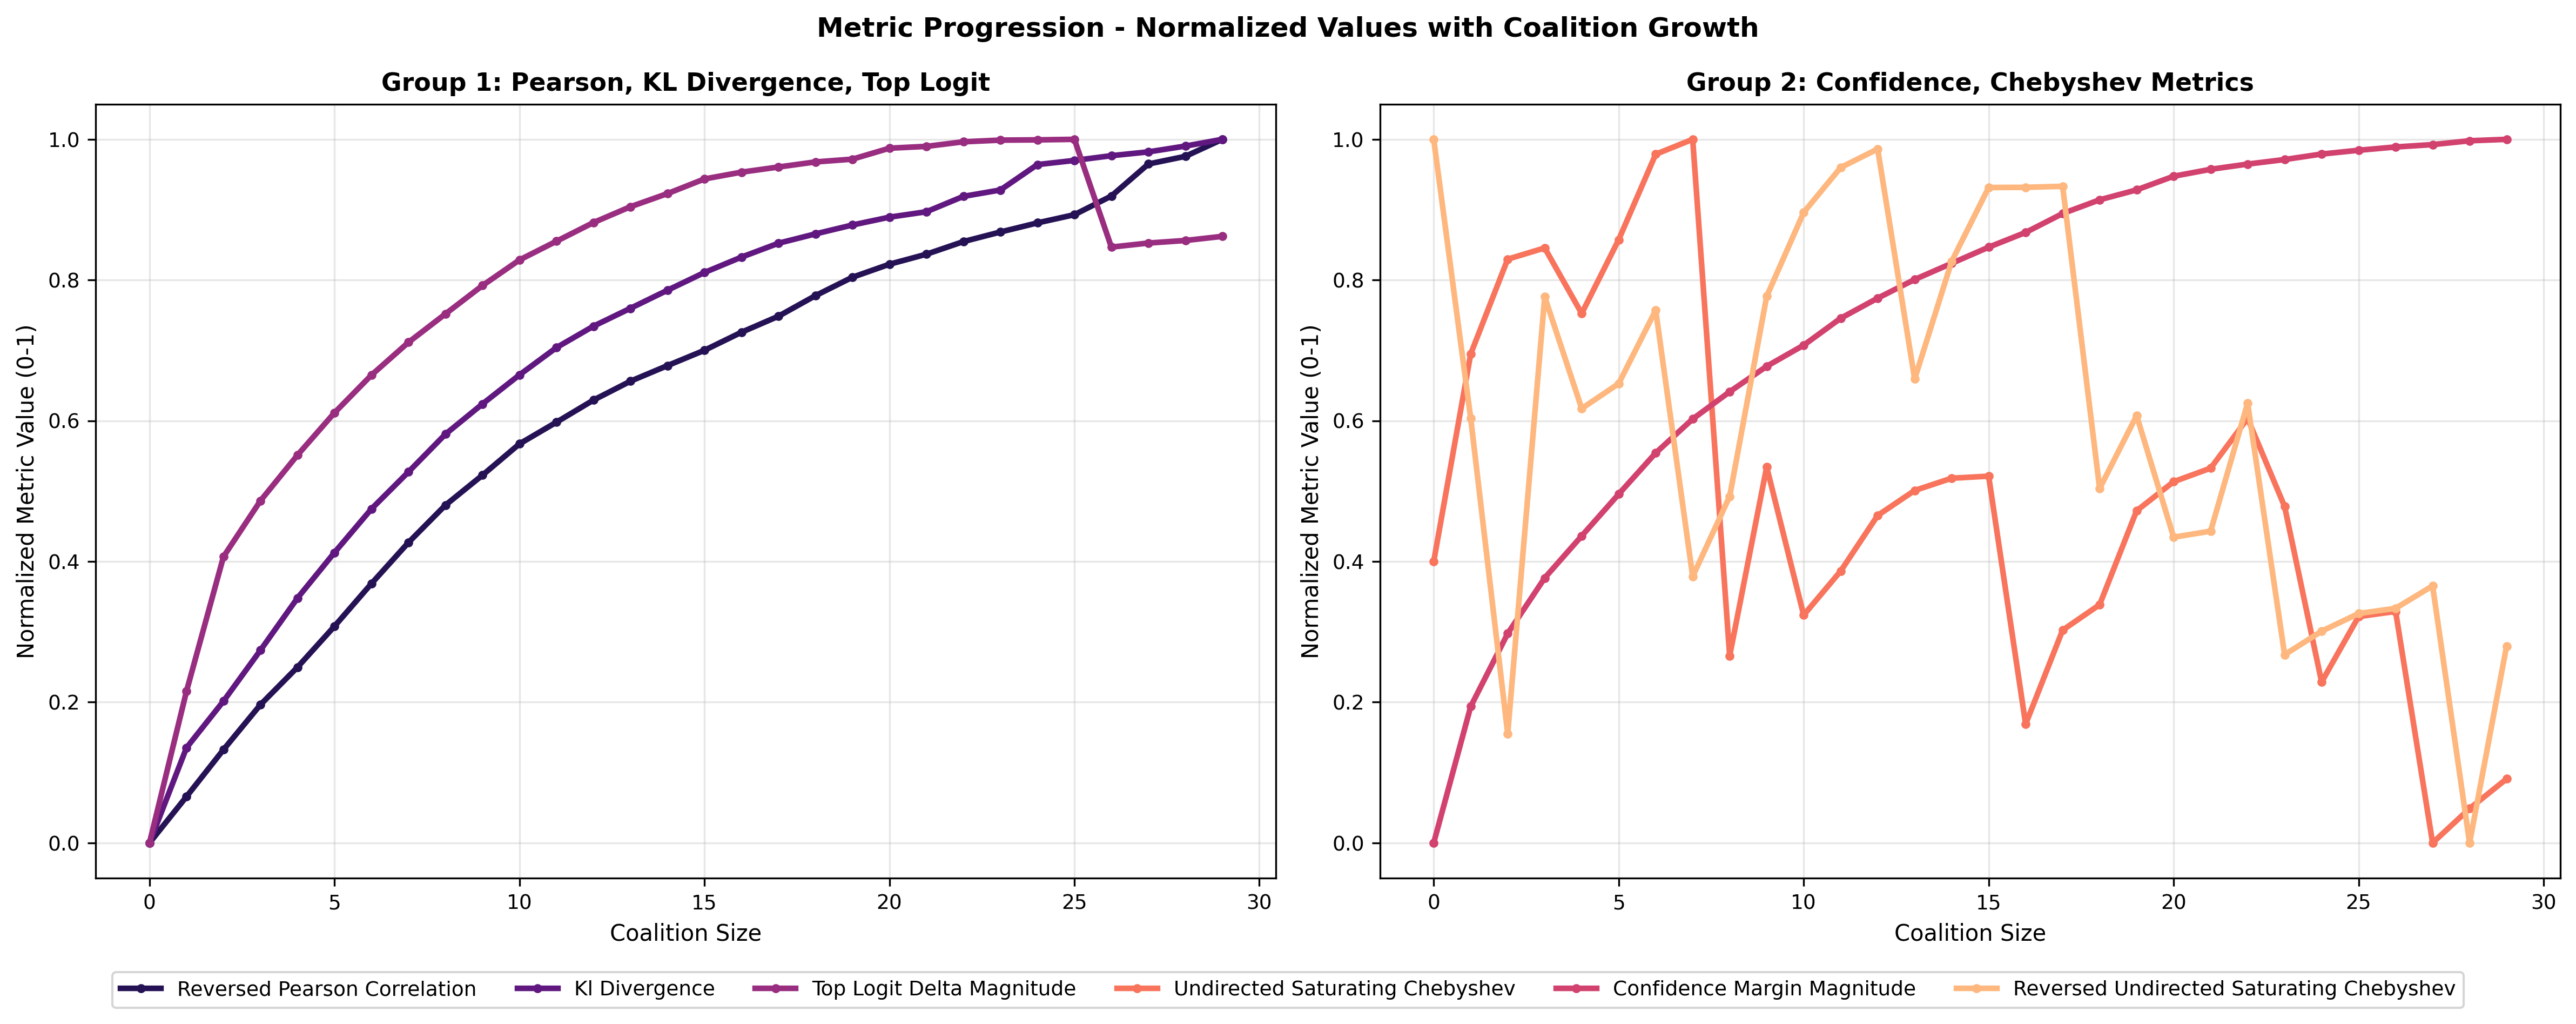 Metric Progression - Normalized Values with Coalition Growth
Group 1: Pearson, KL Divergence, Top Logit
Normalized Metric Value (0-1)
1.0
0.8
0.6
0.4
0.2
0.0
0 5 10 15 20 25 30
Coalition Size
Group 2: Confidence, Chebyshev Metrics
Normalized Metric Value (0-1)
1.0
0.8
0.6
0.4
0.2
0.0
0 5 10 15 20 25 30
Coalition Size
Reversed Pearson Correlation Kl Divergence Top Logit Delta Magnitude Undirected Saturating Chebyshev Confidence Margin Magnitude Reversed Undirected Saturating Chebyshev